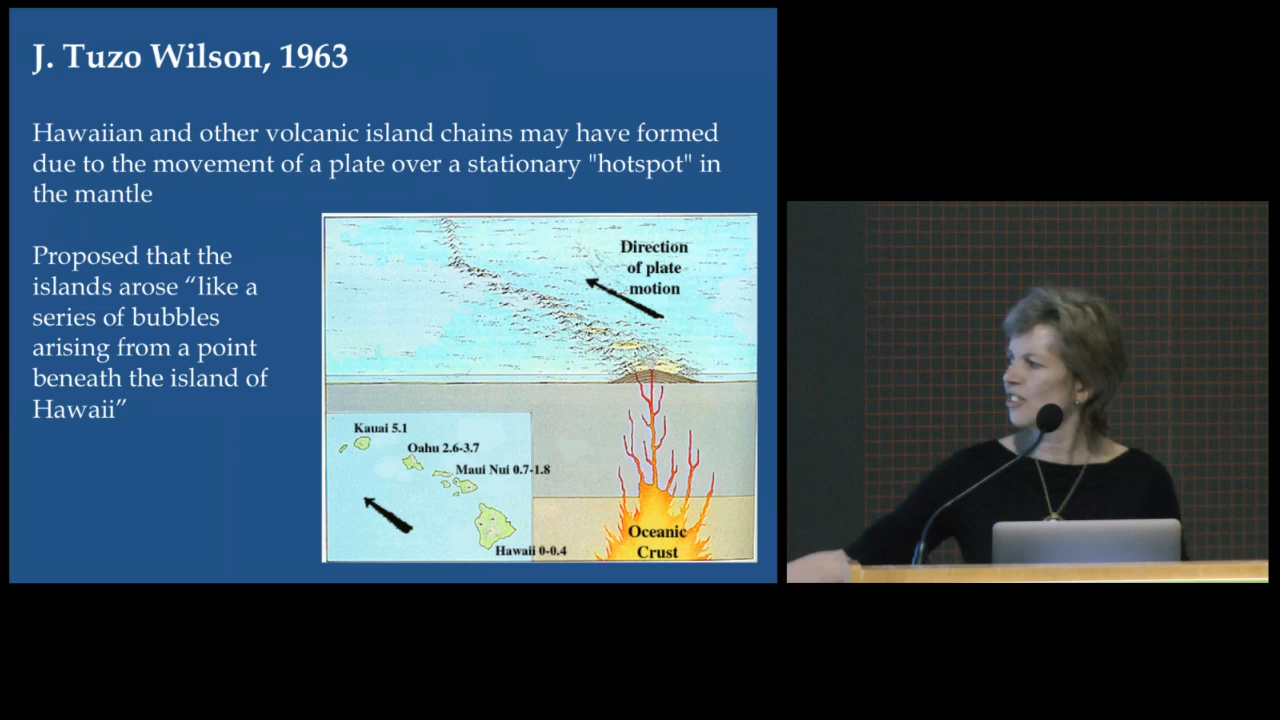 J. Tuzo Wilson, 1963
Hawaiian and other volcanic island chains may have formed
due to the movement of a plate over a stationary "hotspot" in
the mantle
Proposed that the
islands arose “like a
series of bubbles
arising from a point
beneath the island of
Hawaii”
Direction
of plate
motion
Kauai 5.1
Oahu 2.6-3.7
Maui Nui 0.7-1.8
Hawaii 0-0.4
Oceanic
Crust